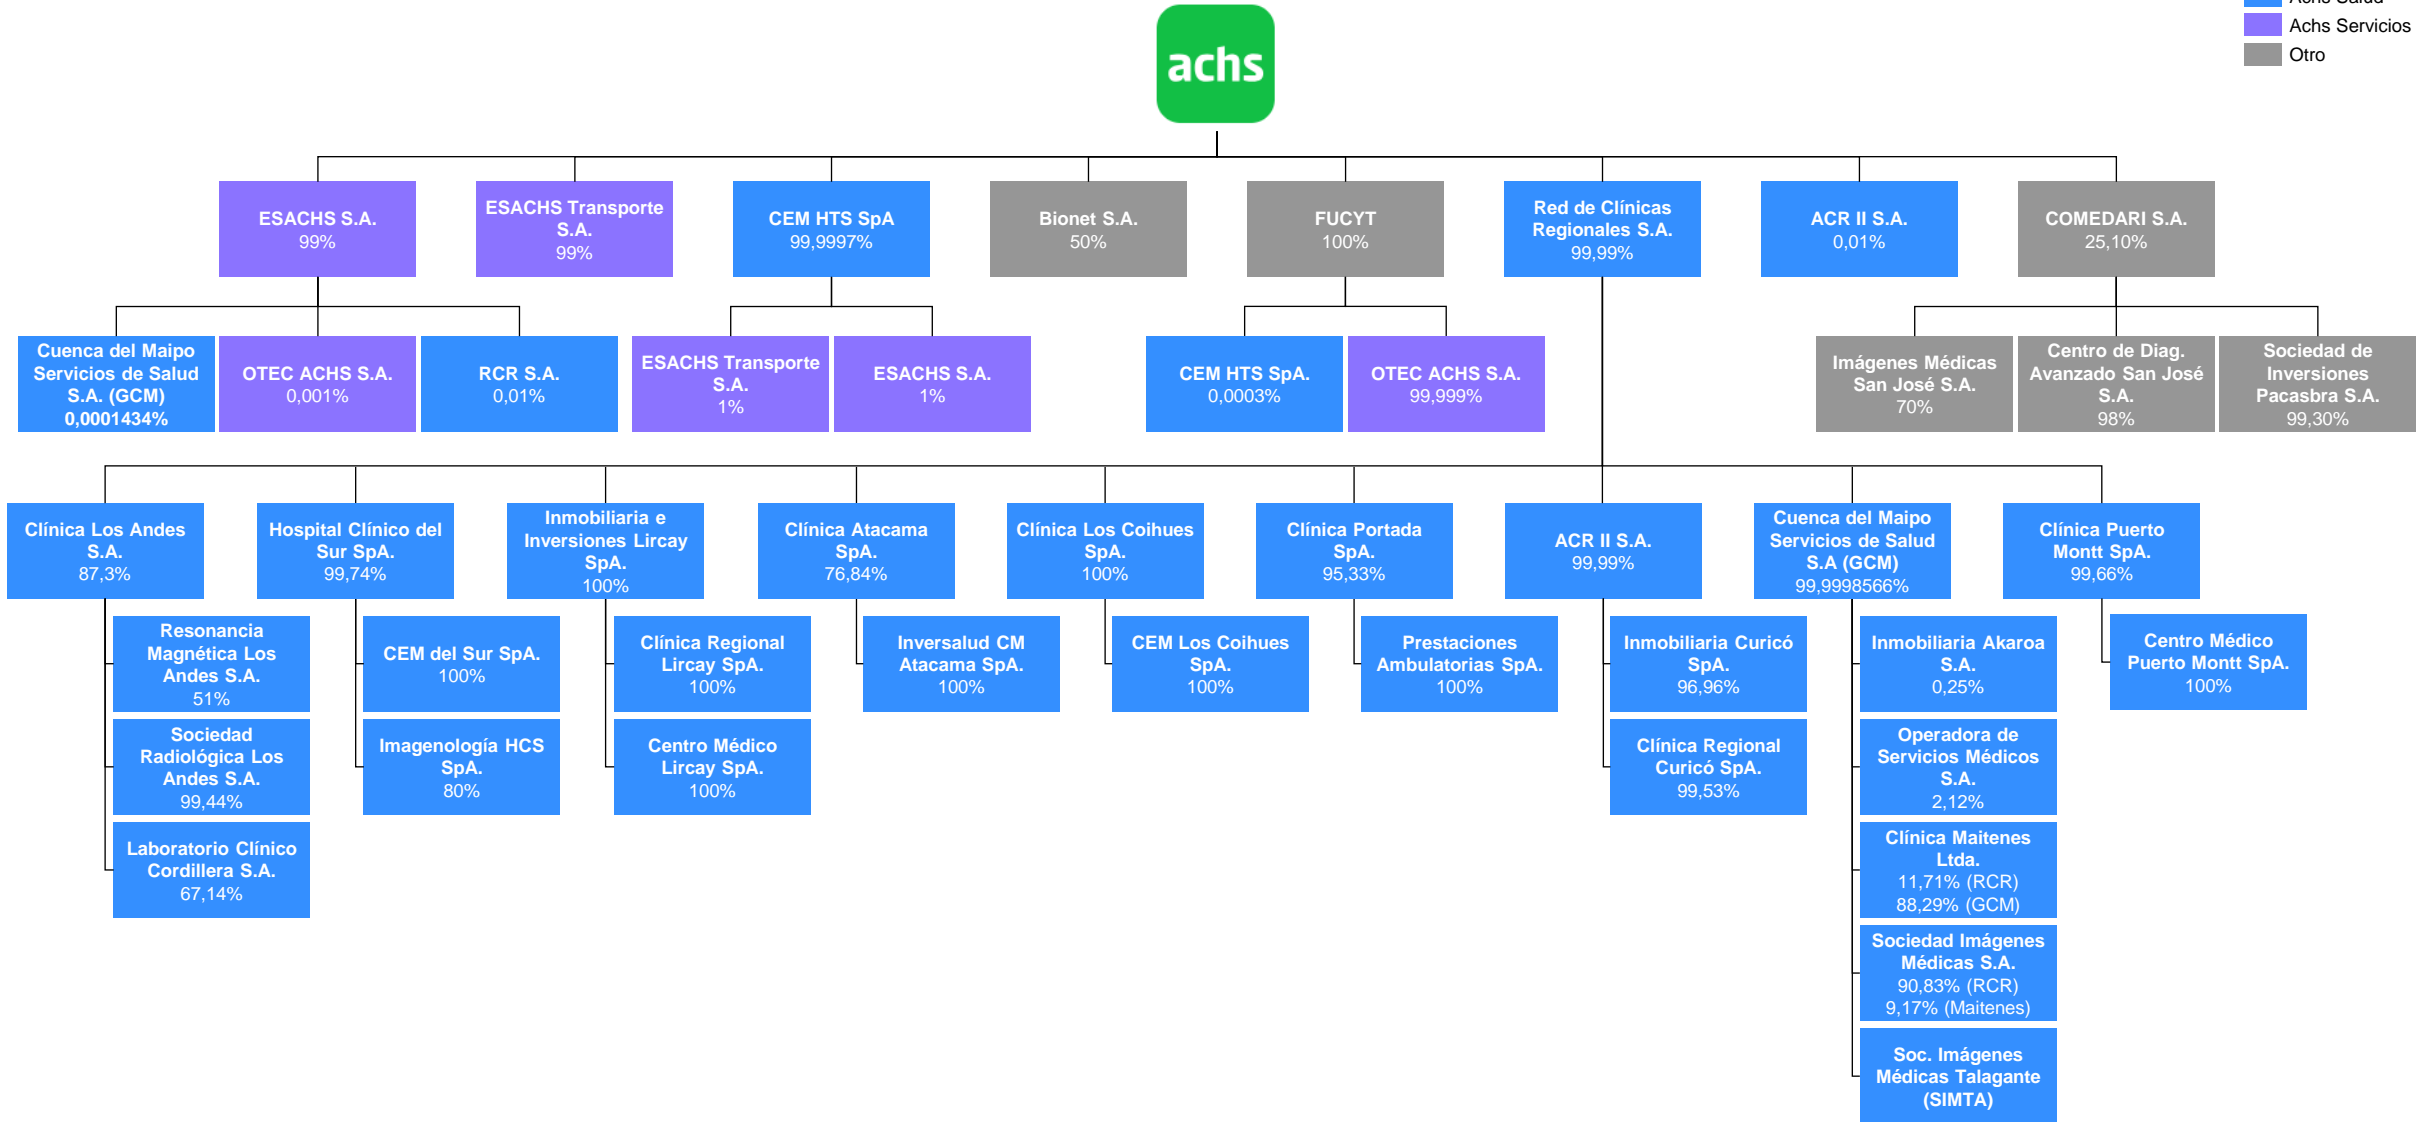 Achs Salud
Achs Servicios
Otro
achs
ESACHS S.A.
99%
ESACHS Transporte
S.A.
99%
CEM HTS SpA
99,9997%
Bionet S.A.
50%
FUCYT
100%
Red de Clínicas
Regionales S.A.
99,99%
ACR II S.A.
0,01%
COMEDARI S.A.
25,10%
Cuenca del Maipo
Servicios de Salud
S.A. (GCM)
0,0001434%
OTEC ACHS S.A.
0,001%
RCR S.A.
0,01%
ESACHS Transporte
S.A.
1%
ESACHS S.A.
1%
CEM HTS SpA.
0,0003%
OTEC ACHS S.A.
99,999%
Imágenes Médicas
San José S.A.
70%
Centro de Diag.
Avanzado San José
S.A.
98%
Sociedad de
Inversiones
Pacasbra S.A.
99,30%
Clínica Los Andes
S.A.
87,3%
Hospital Clínico del
Sur SpA.
99,74%
Inmobiliaria e
Inversiones Lircay
SpA.
100%
Clínica Atacama
SpA.
76,84%
Clínica Los Coihues
SpA.
100%
Clínica Portada
SpA.
95,33%
ACR II S.A.
99,99%
Cuenca del Maipo
Servicios de Salud
S.A (GCM)
99,9998566%
Clínica Puerto
Montt SpA.
99,66%
Resonancia
Magnética Los
Andes S.A.
51%
CEM del Sur SpA.
100%
Clínica Regional
Lircay SpA.
100%
Inversalud CM
Atacama SpA.
100%
CEM Los Coihues
SpA.
100%
Prestaciones
Ambulatorias SpA.
100%
Inmobiliaria Curicó
SpA.
96,96%
Inmobiliaria Akaroa
S.A.
0,25%
Centro Médico
Puerto Montt SpA.
100%
Sociedad
Radiológica Los
Andes S.A.
99,44%
Imagenología HCS
SpA.
80%
Centro Médico
Lircay SpA.
100%
Clínica Regional
Curicó SpA.
99,53%
Operadora de
Servicios Médicos
S.A.
2,12%
Laboratorio Clínico
Cordillera S.A.
67,14%
Clínica Maitenes
Ltda.
11,71% (RCR)
88,29% (GCM)
Sociedad Imágenes
Médicas S.A.
90,83% (RCR)
9,17% (Maitenes)
Soc. Imágenes
Médicas Talagante
(SIMTA)